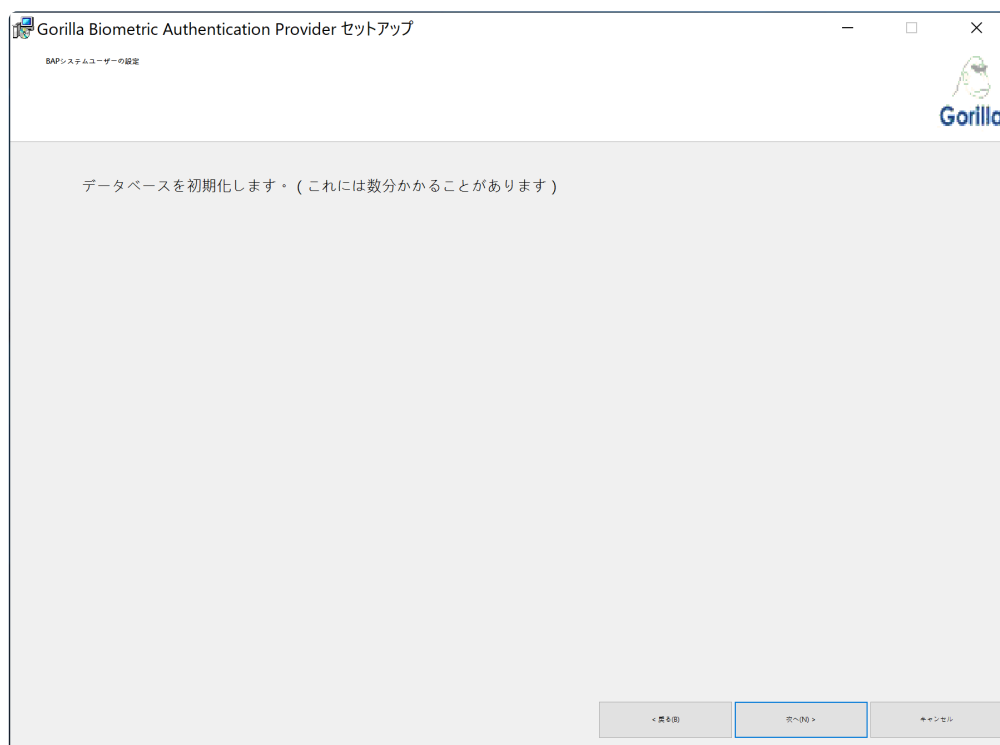 Gorilla Biometric Authentication Provider セットアップ
BAPシステムユーザーの設定
Gorilla
データベースを初期化します。(これには数分かかることがあります)
< 戻る(B)
次へ(N) >
キャンセル